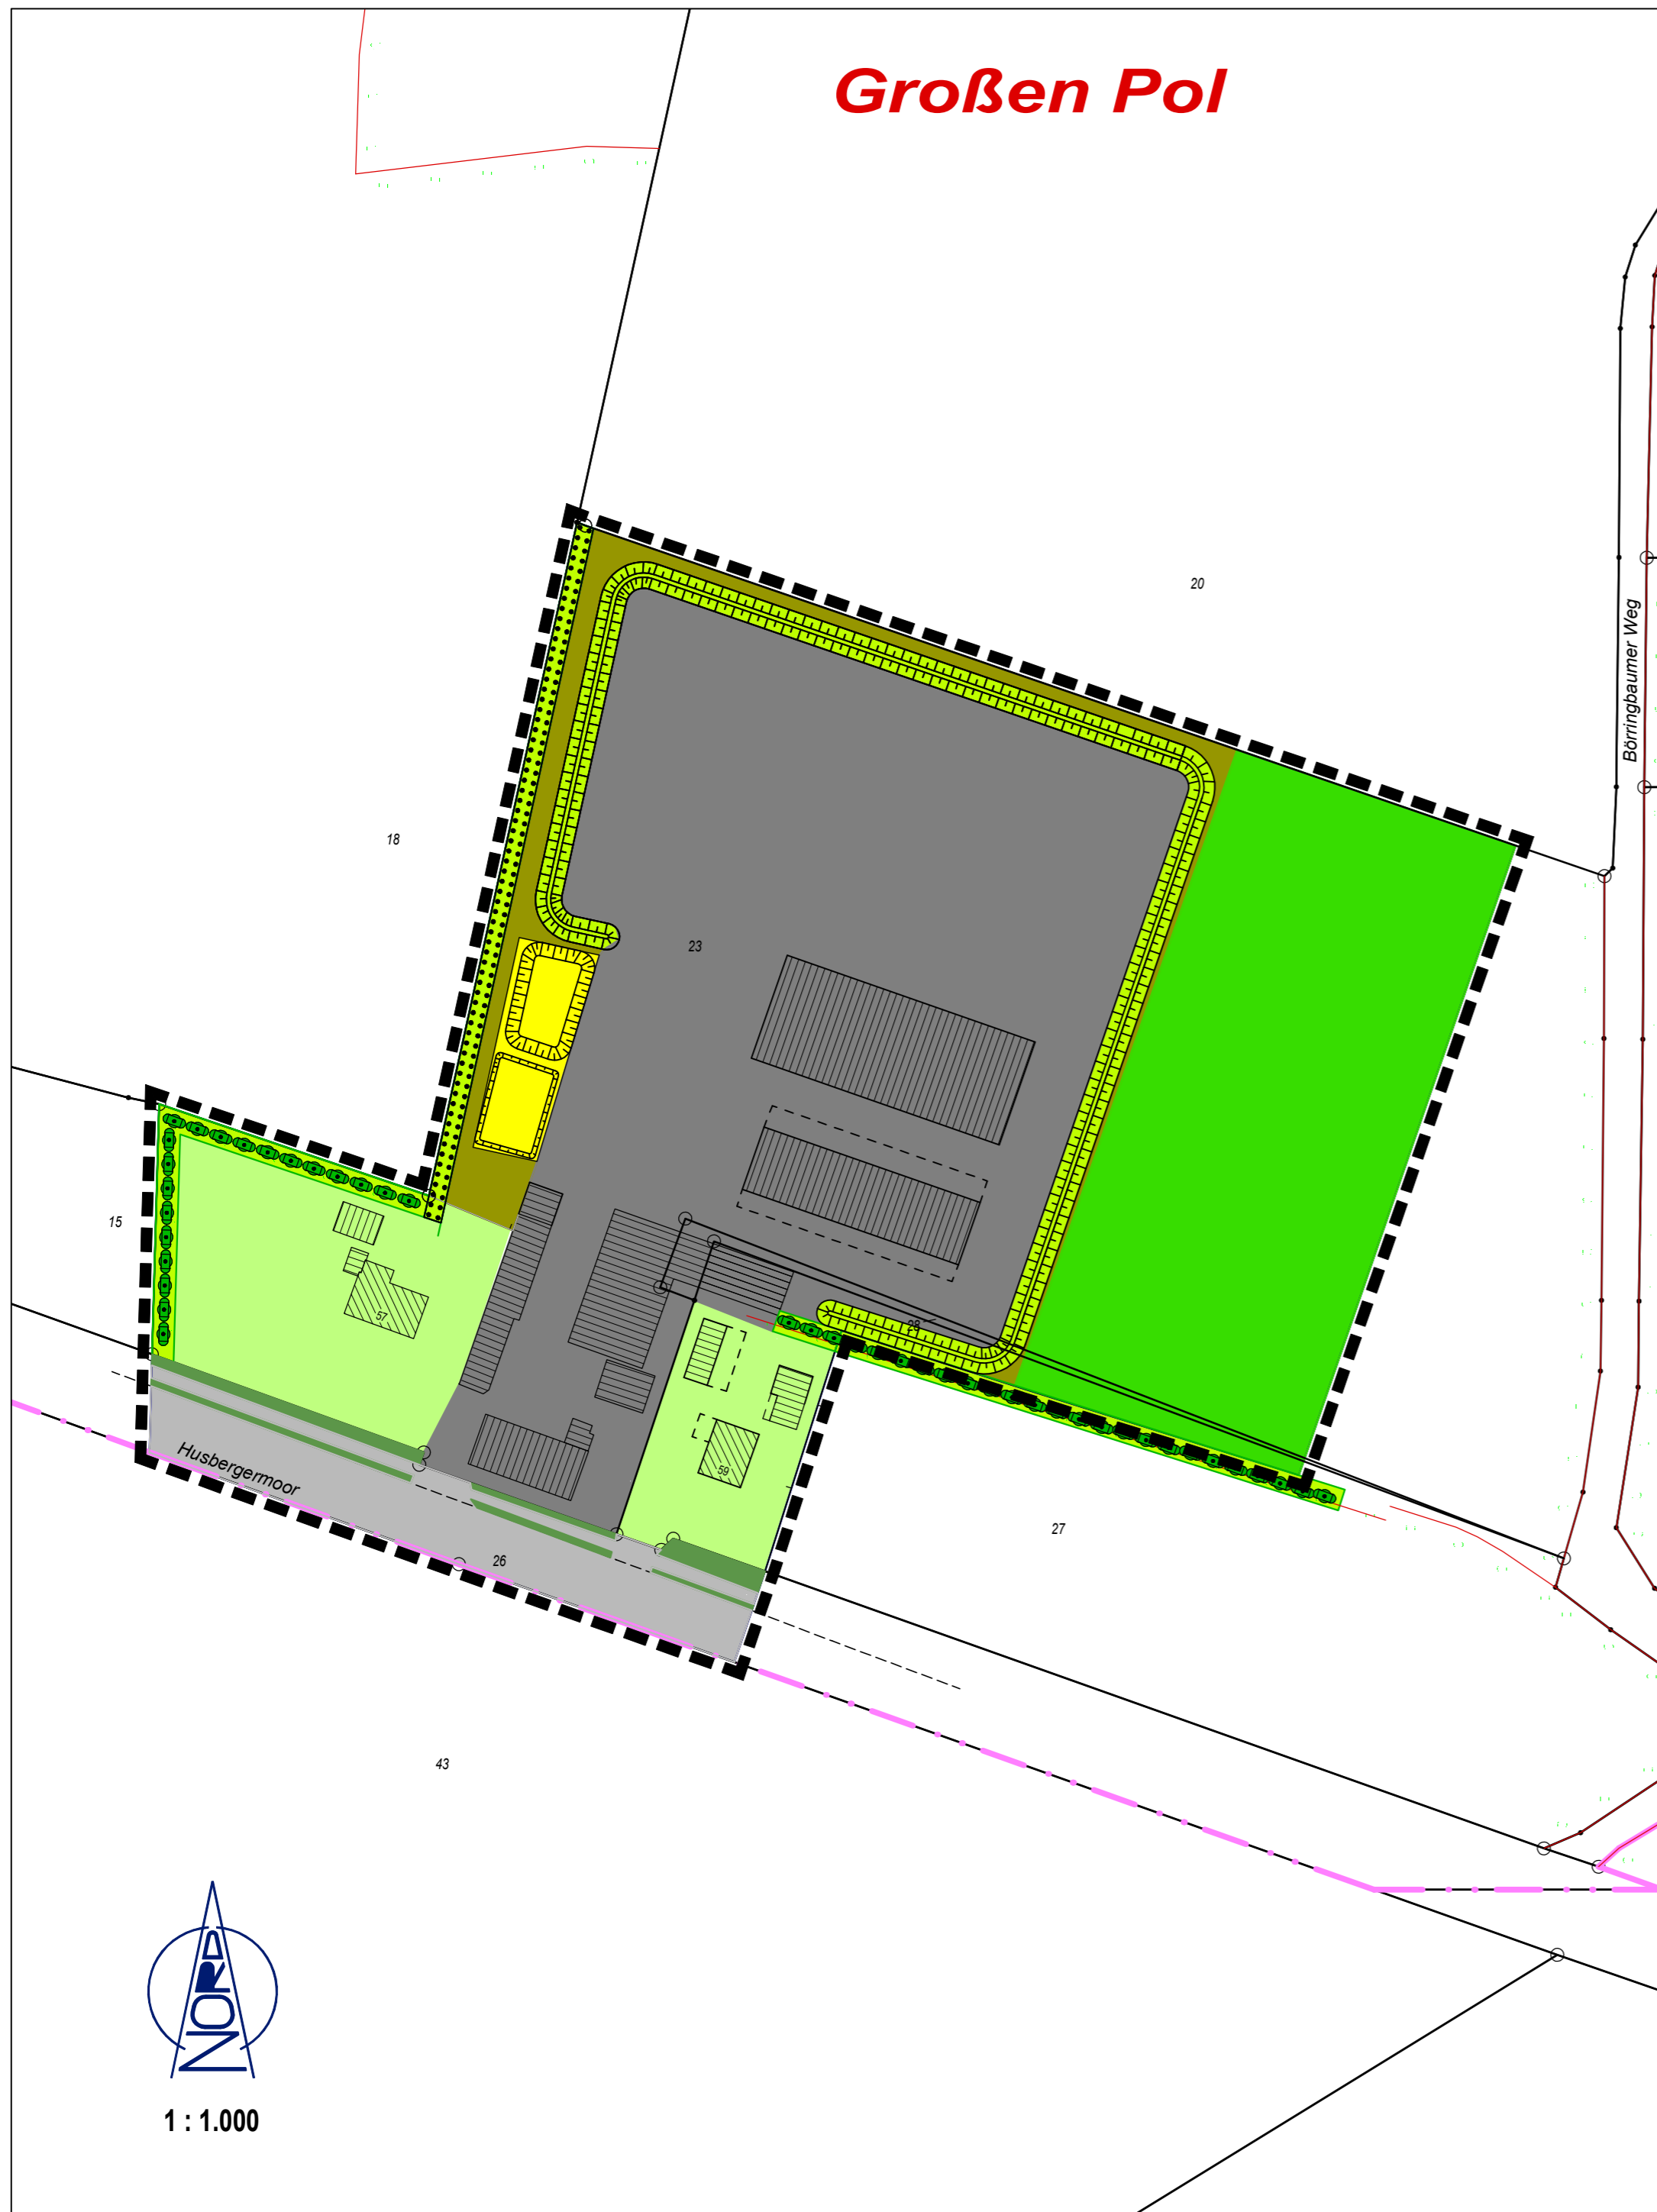 Großen Pol
20
Börringbaumer Weg
18
23
15
57
28
59
Husbergermoor
26
27
43
NORD
1 : 1.000